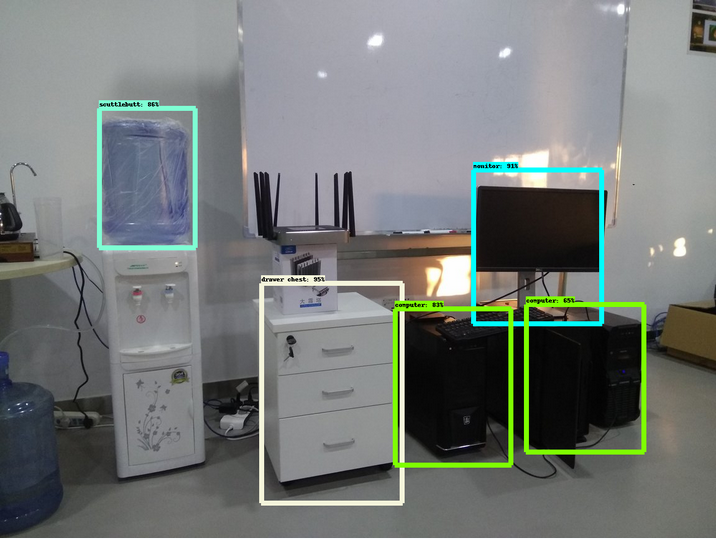 scuttlebutt: 86%
monitor: 91%
drawer chest: 95%
computer: 83%
computer: 65%